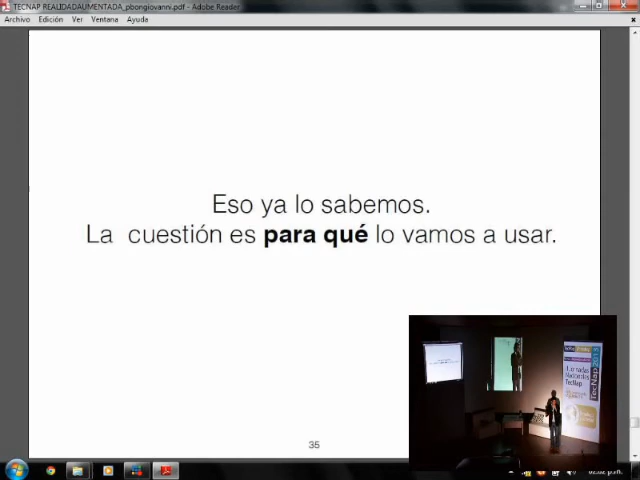 TECNAP REALIDADAUMENTADA_pbongiovanni.pdf - Adobe Reader
Archivo Edición Ver Ventana Ayuda
Eso ya lo sabemos.
La cuestión es para qué lo vamos a usar.
35
TecNap